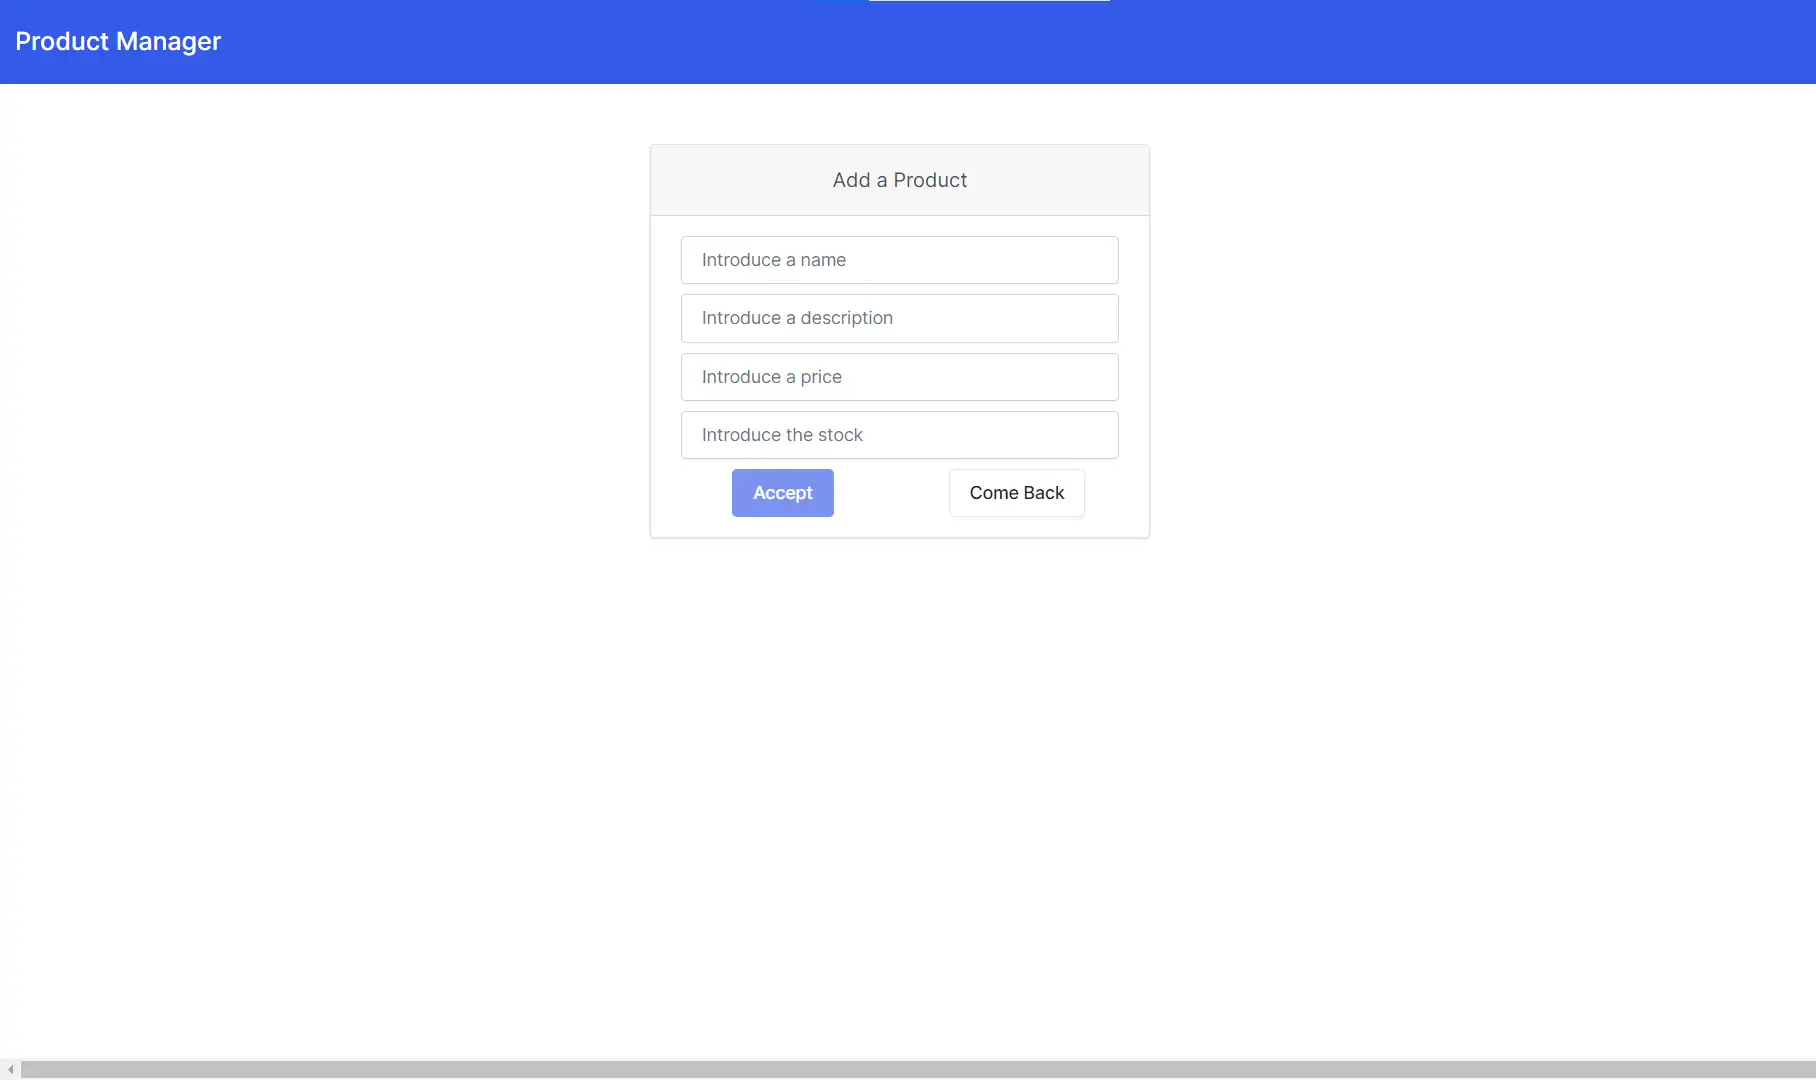 Product Manager
Add a Product
Introduce a name
Introduce a description
Introduce a price
Introduce the stock
Accept
Come Back